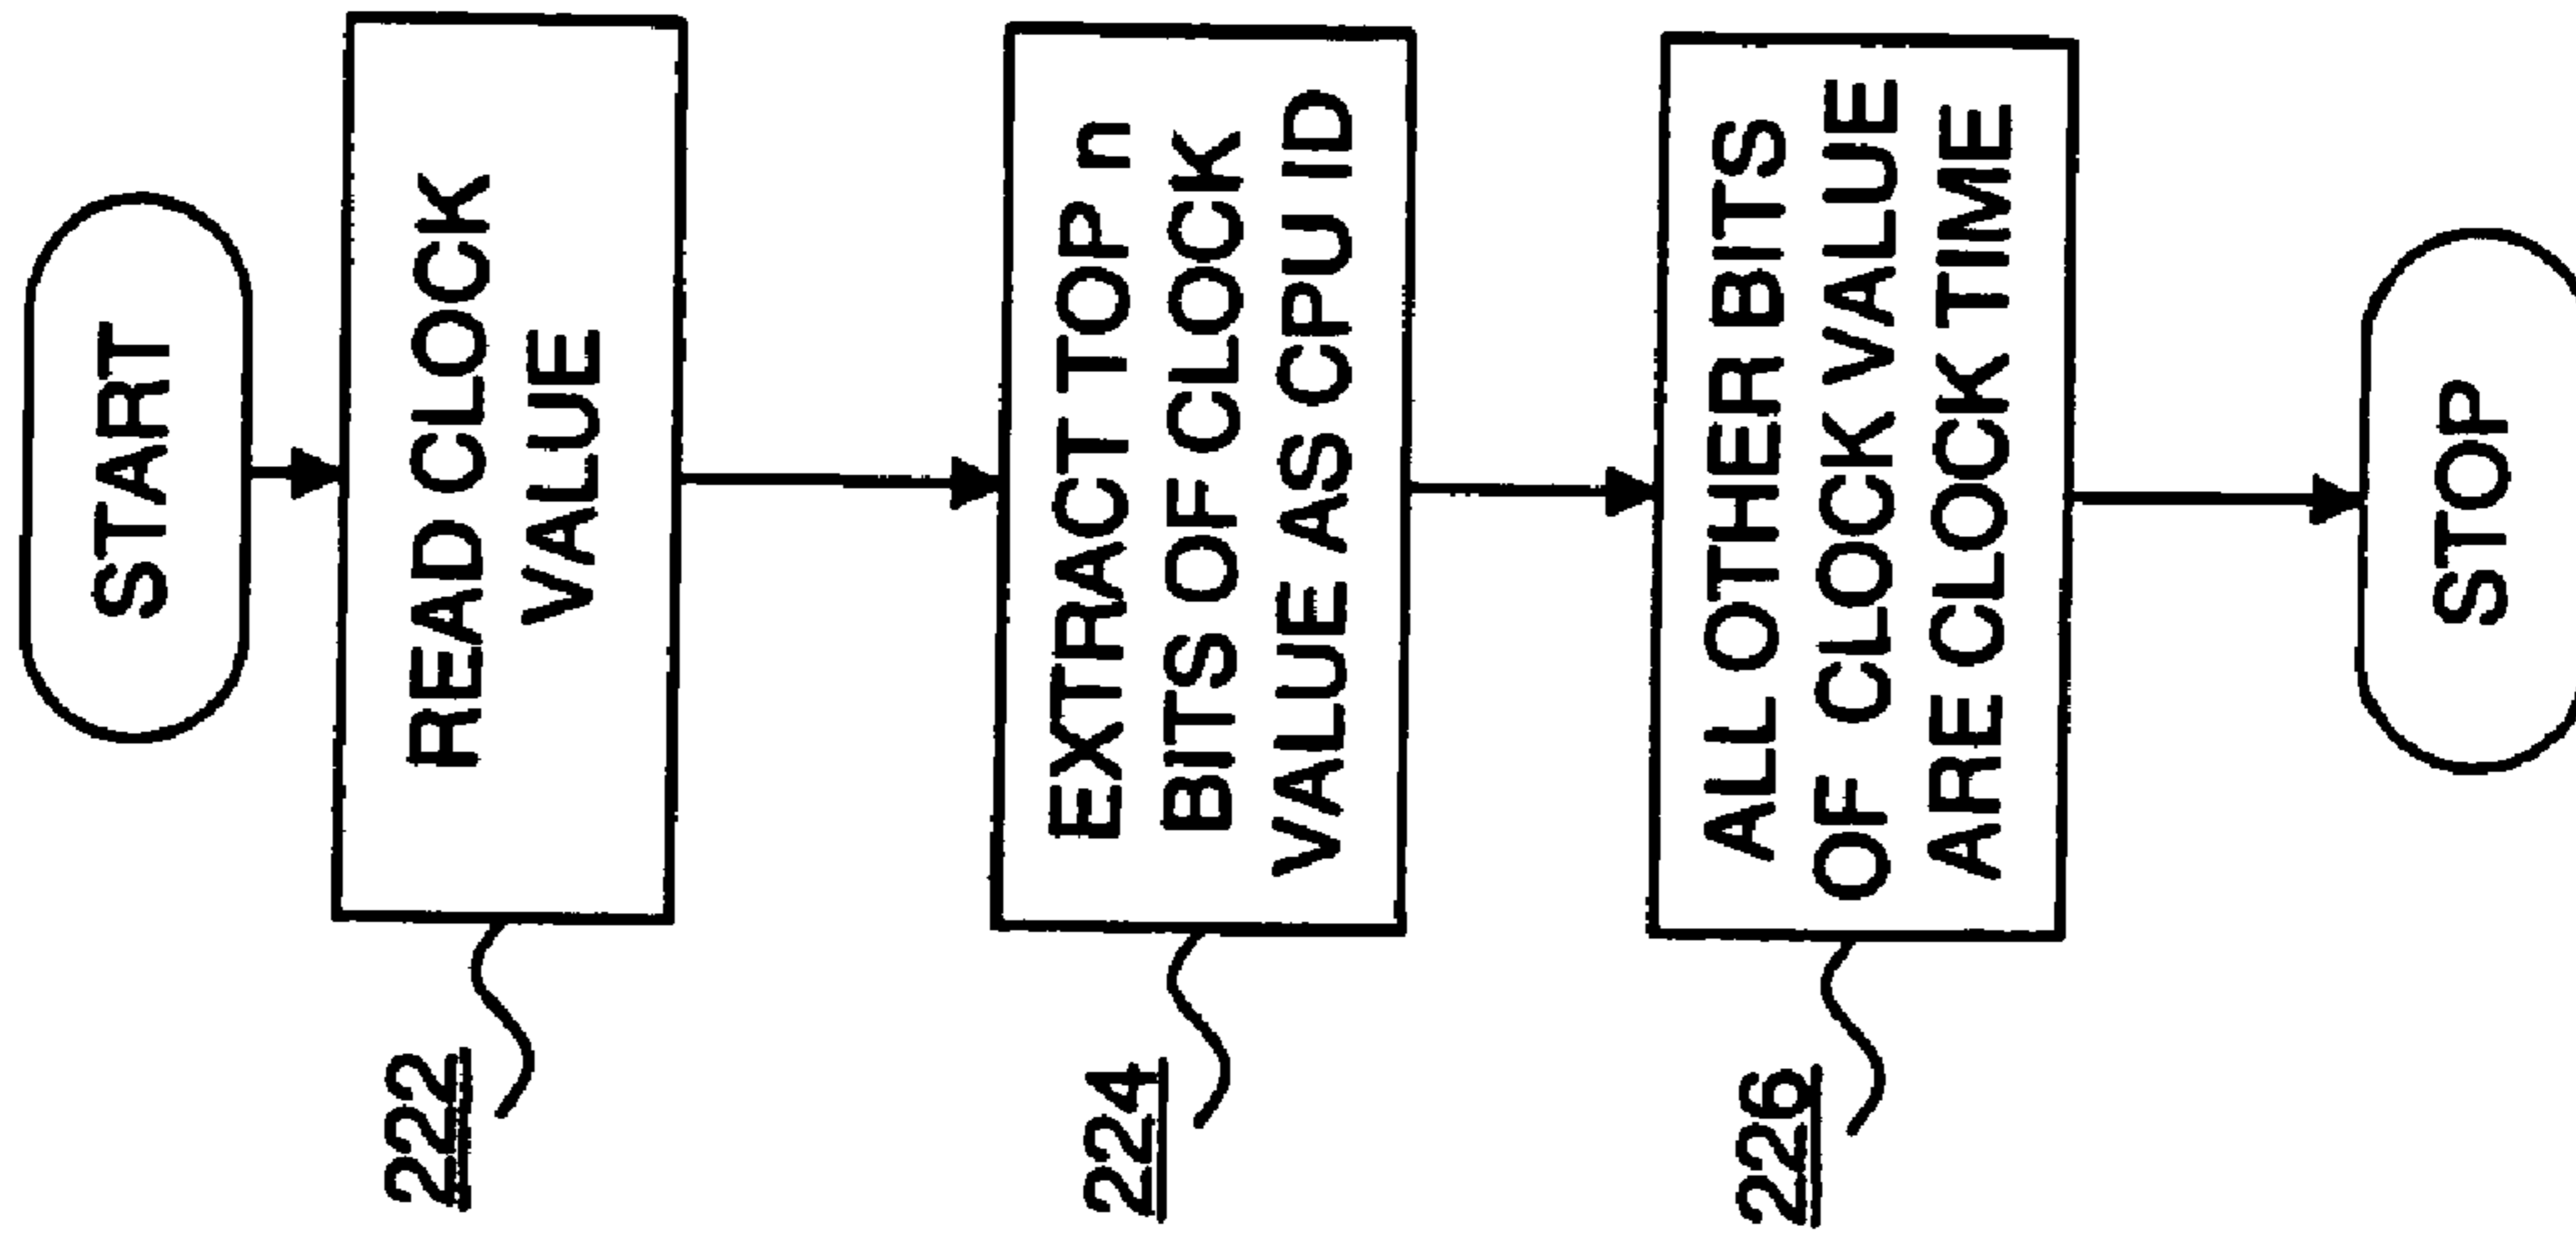 START
READ CLOCK
VALUE
222
EXTRACT TOP n
BITS OF CLOCK
VALUE AS CPU ID
224
ALL OTHER BITS
OF CLOCK VALUE
ARE CLOCK TIME
226
STOP